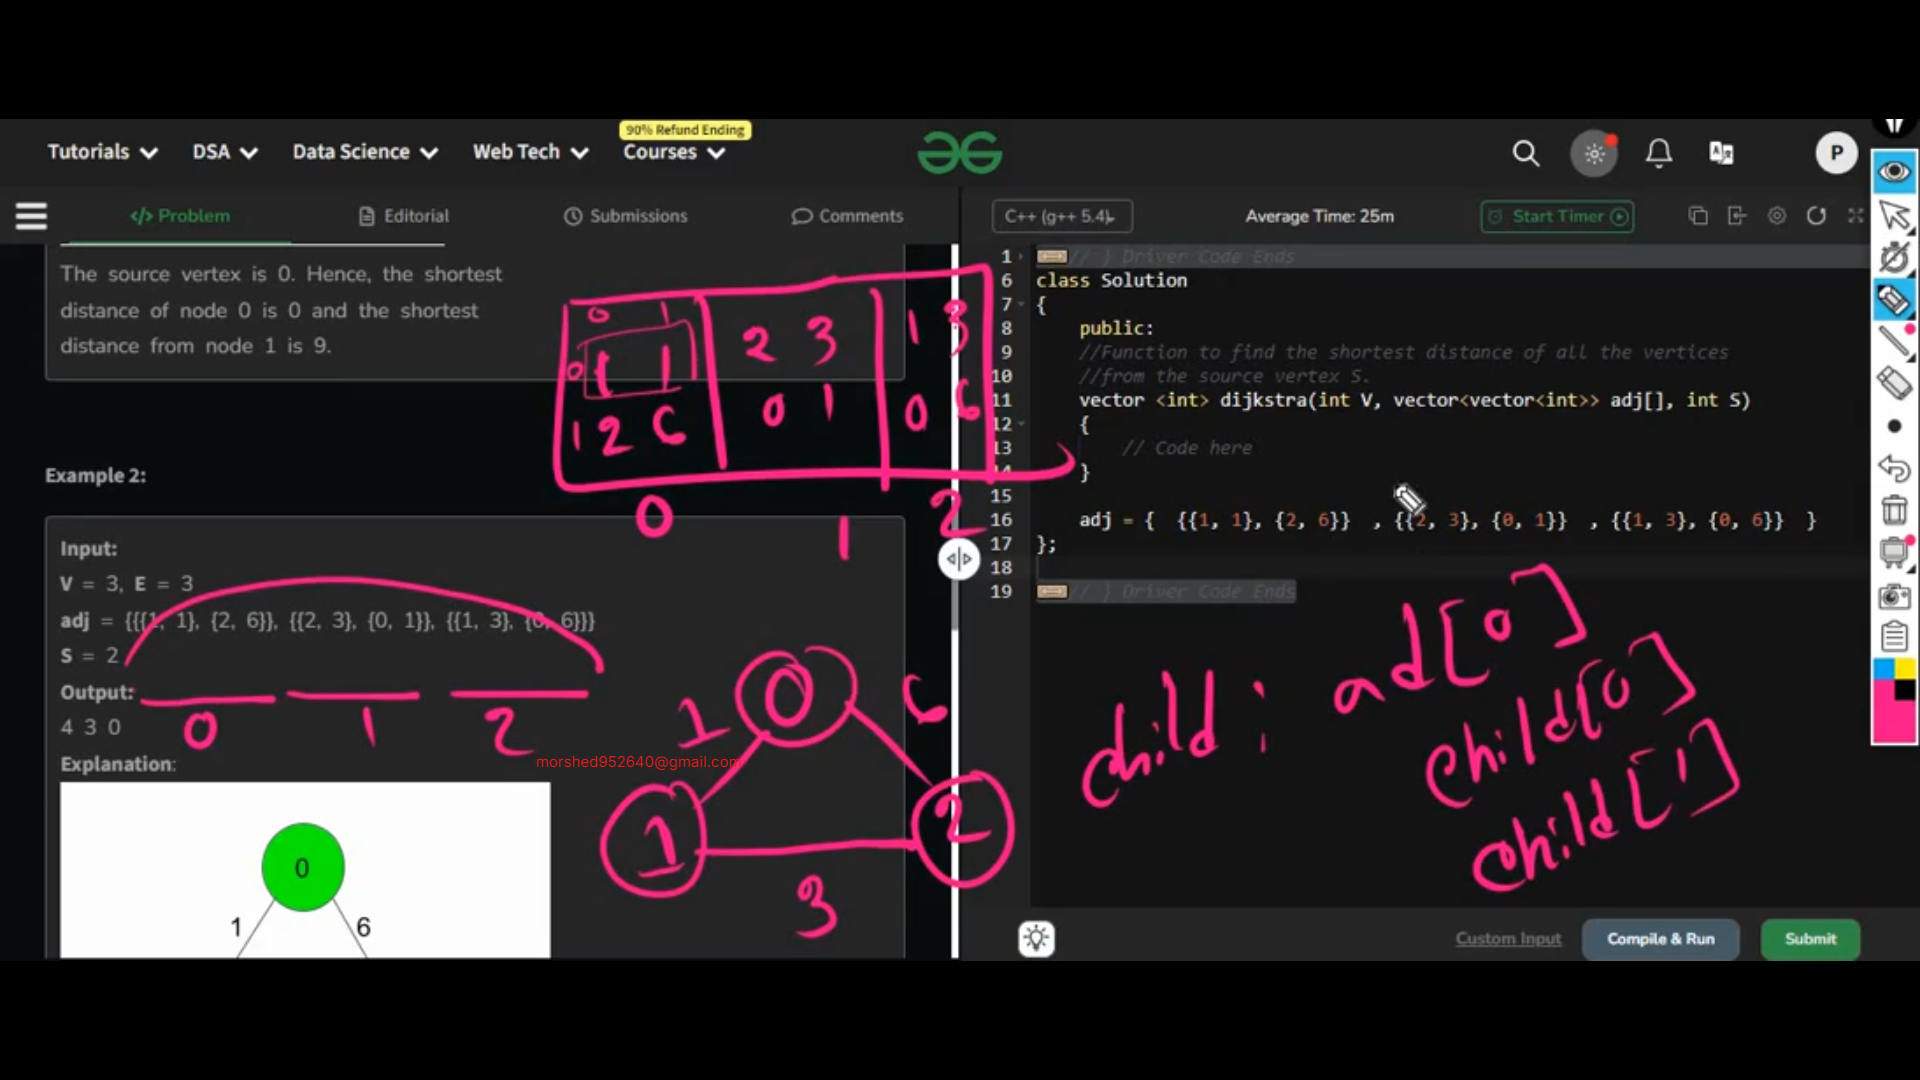 90% Refund Ending
Tutorials DSA Data Science Web Tech Courses
P
</> Problem Editorial Submissions Comments
C++ (g++ 5.4) Average Time: 25m Start Timer
The source vertex is 0. Hence, the shortest
distance of node 0 is 0 and the shortest
distance from node 1 is 9.
0 1
0 1 1 2 3 1 3
1 2 6 0 1 0 6
0 1 2
Example 2:
Input:
V = 3, E = 3
adj = {{{1, 1}, {2, 6}}, {{2, 3}, {0, 1}}, {{1, 3}, {0, 6}}}
S = 2
Output:
4 3 0
0 1 2
Explanation:
0
1 6
1 0 6
morshed952640@gmail.com
1 2
3
1 // } Driver Code Ends
6 class Solution
7 {
8 public:
9 //Function to find the shortest distance of all the vertices
10 //from the source vertex S.
11 vector <int> dijkstra(int V, vector<vector<int>> adj[], int S)
12 {
13 // Code here
14 }
15
16 adj = { {{1, 1}, {2, 6}} , {{2, 3}, {0, 1}} , {{1, 3}, {0, 6}} }
17 };
18
19 // } Driver Code Ends
child : ad[0]
child[0]
child[1]
Custom Input Compile & Run Submit